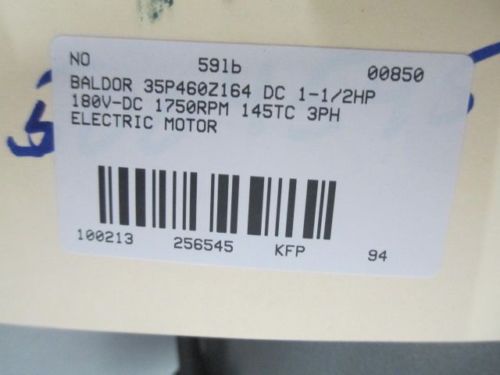 NO 59lb 00850
BALDOR 35P460Z164 DC 1-1/2HP
180V-DC 1750RPM 145TC 3PH
ELECTRIC MOTOR
100213 256545 KFP 94